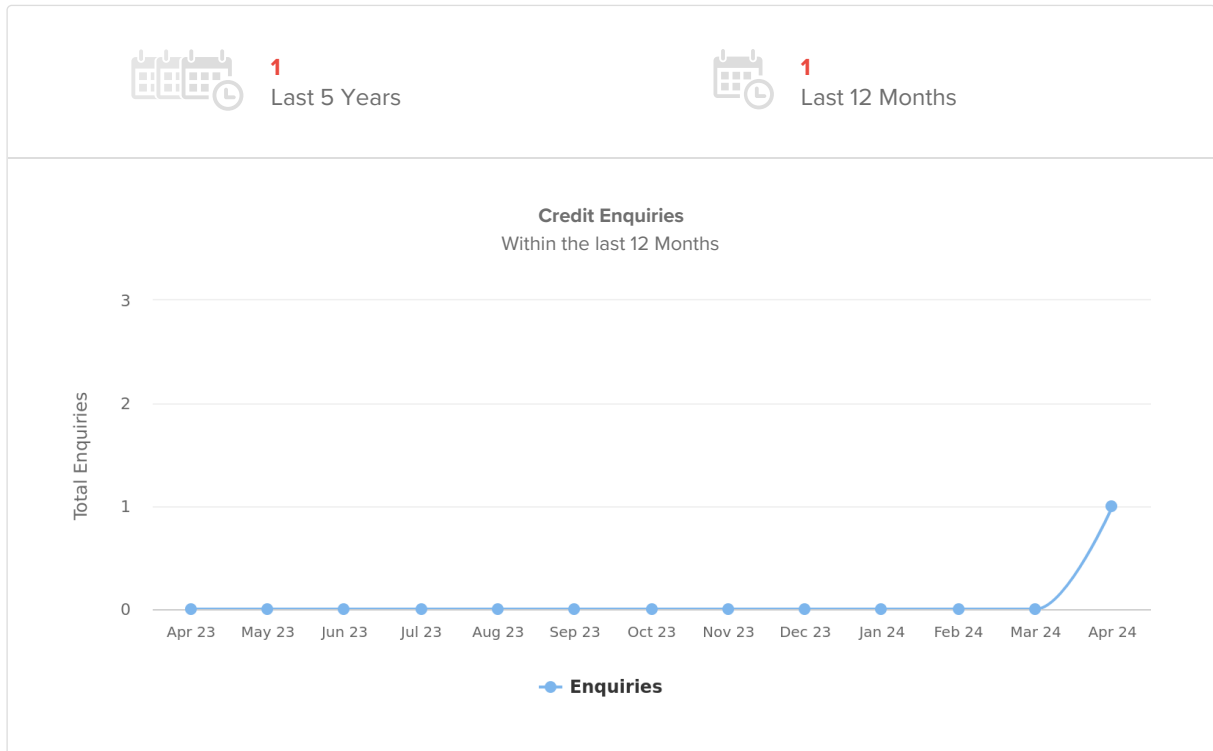 1
Last 5 Years
1
Last 12 Months
Credit Enquiries
Within the last 12 Months
3
2
1
0
Total Enquiries
Apr 23 May 23 Jun 23 Jul 23 Aug 23 Sep 23 Oct 23 Nov 23 Dec 23 Jan 24 Feb 24 Mar 24 Apr 24
Enquiries